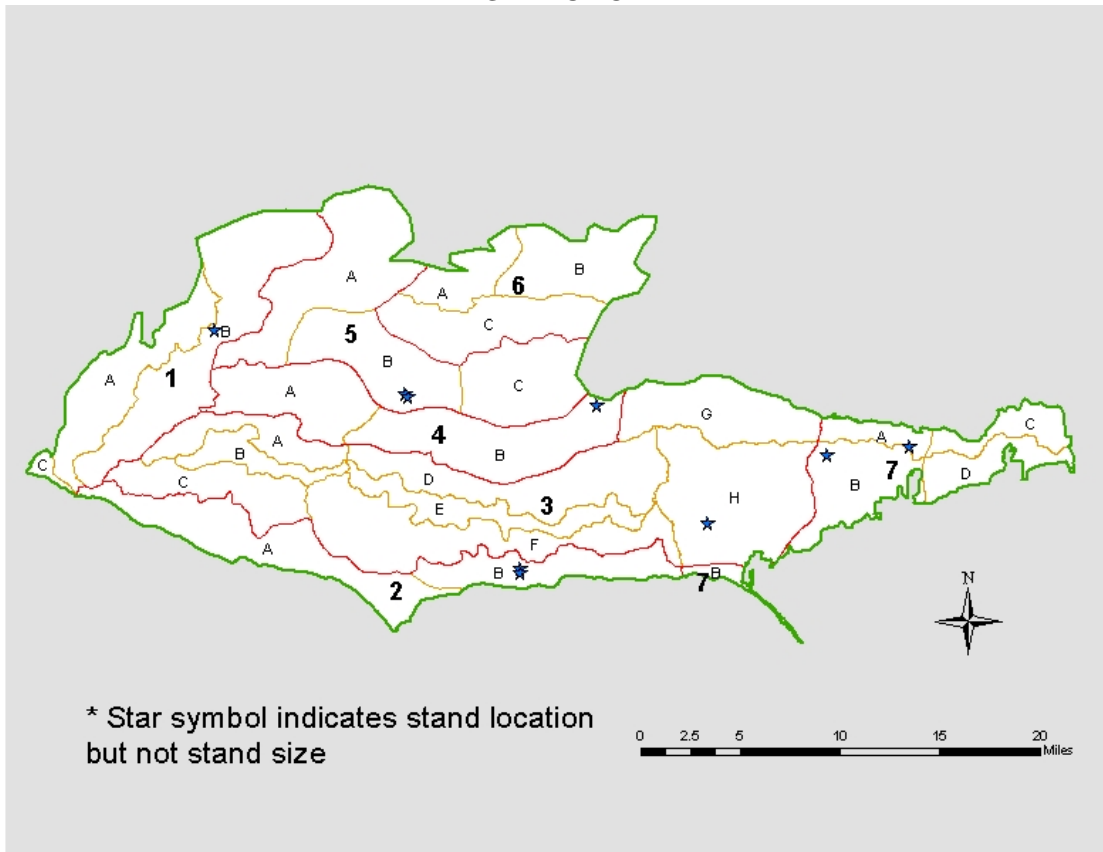 A
6
B
A
C
5
B
B
A
1
A
C
4
A
B
G
A
C
B
7
C
C
D
B
D
E
3
H
F
A
B
2
7
B
N
* Star symbol indicates stand location
but not stand size
0 2.5 5 10 15 20
Miles